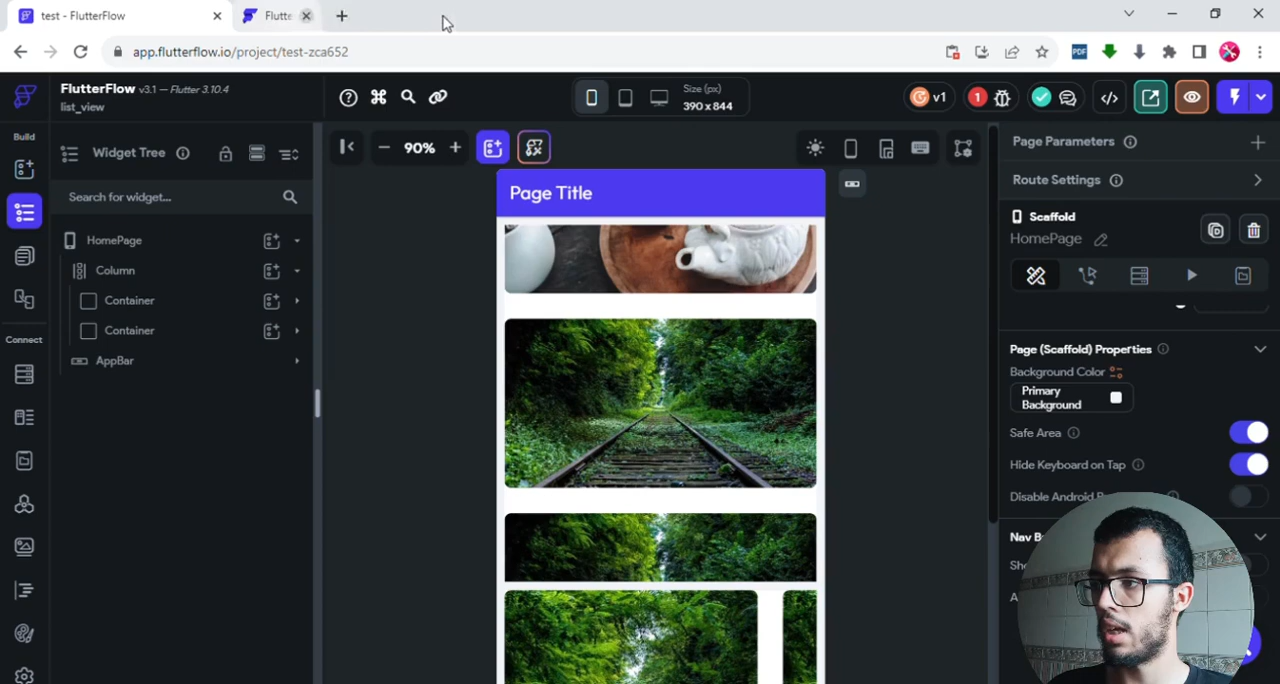 test - FlutterFlow
Flutte
app.flutterflow.io/project/test-zca652
PDF
FlutterFlow v3.1 – Flutter 3.10.4
list_view
Size (px)
390 x 844
v1
1
Build
Widget Tree
90%
Page Parameters
Search for widget...
Route Settings
Page Title
Scaffold
HomePage
HomePage
Column
Container
Container
AppBar
Connect
Page (Scaffold) Properties
Background Color
Primary
Background
Safe Area
Hide Keyboard on Tap
Disable Android B
Nav B
Sh
A